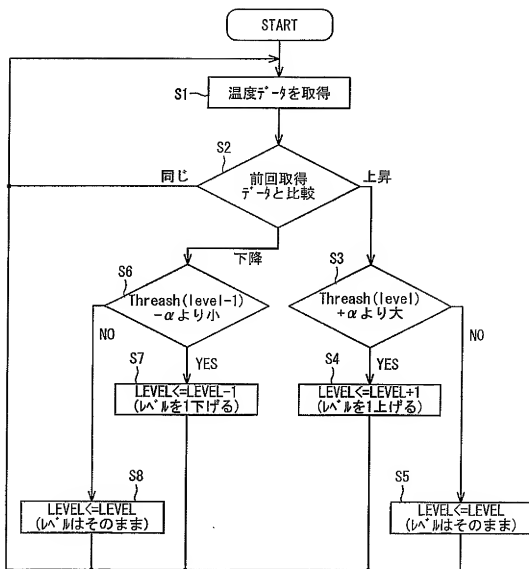 START
S1
温度データを取得
S2
同じ
前回取得
データと比較
上昇
下降
S6
Threash(level-1)
-αより小
S3
Threash(level)
+αより大
NO
YES
S7
LEVEL<=LEVEL-1
(レベルを1下げる)
YES
S4
LEVEL<=LEVEL+1
(レベルを1上げる)
NO
S8
LEVEL<=LEVEL
(レベルはそのまま)
S5
LEVEL<=LEVEL
(レベルはそのまま)